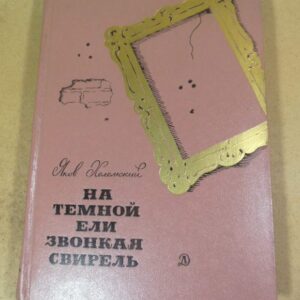 Яков Хелемский
НА
ТЕМНОЙ
ЕЛИ
ЗВОНКАЯ
СВИРЕЛЬ
Д